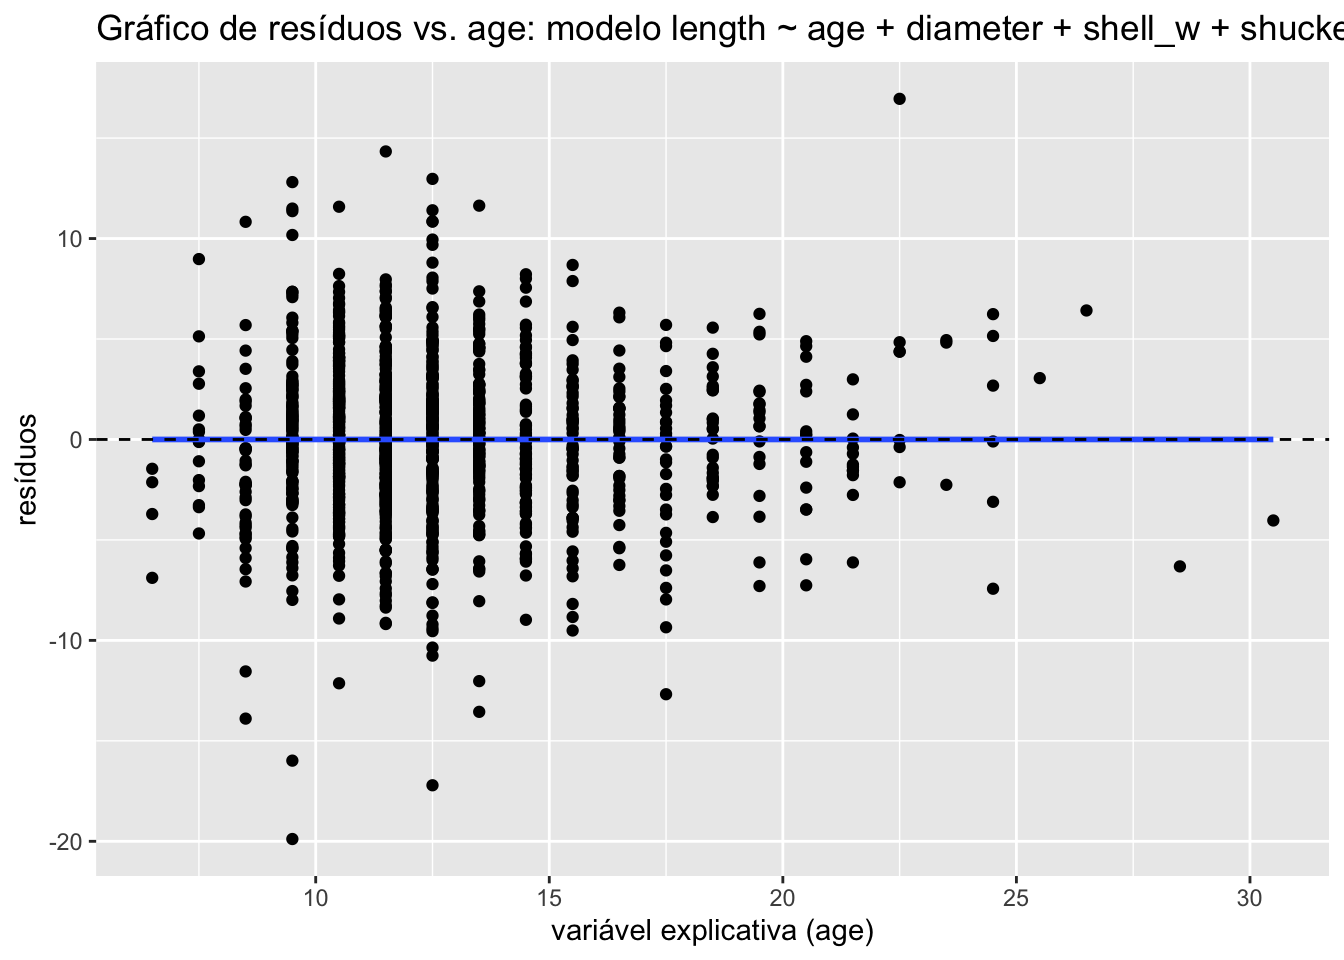 Gráfico de resíduos vs. age: modelo length ~ age + diameter + shell_w + shucke
10
0
-10
-20
resíduos
10 15 20 25 30
variável explicativa (age)